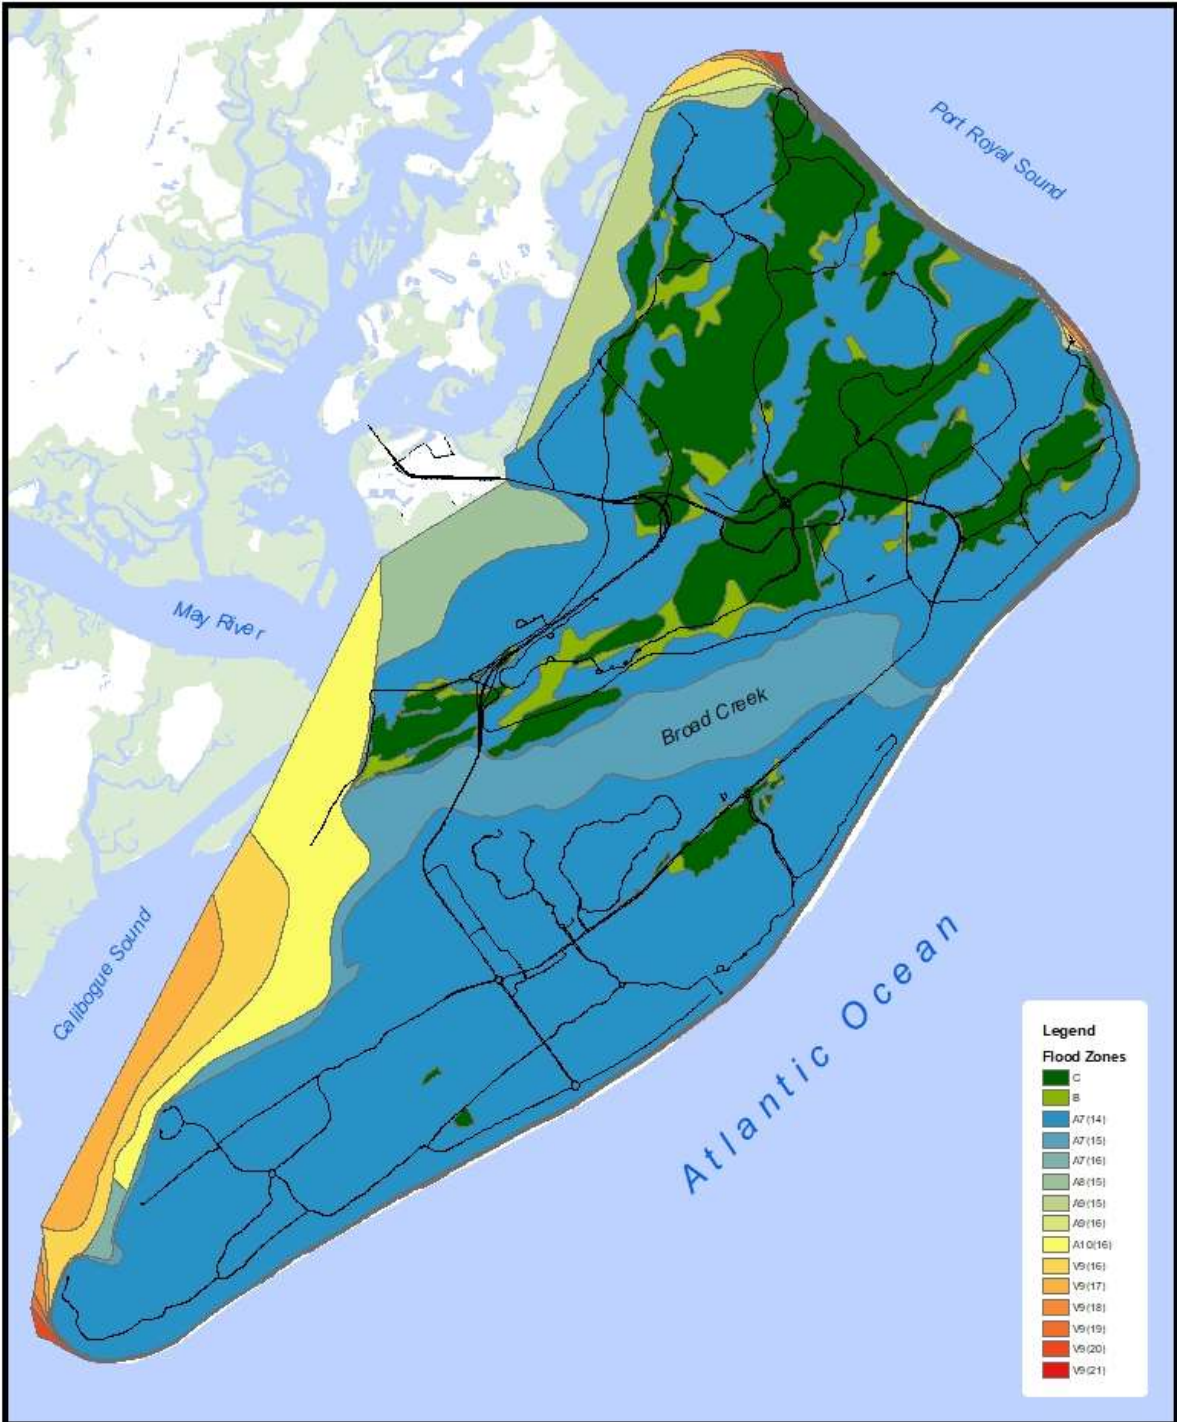 Port Royal Sound
May River
Broad Creek
Calibogue Sound
Atlantic Ocean
Legend
Flood Zones
C
B
A7(14)
A7(15)
A7(16)
A8(15)
A9(15)
A9(16)
A10(16)
V9(16)
V9(17)
V9(18)
V9(19)
V9(20)
V9(21)